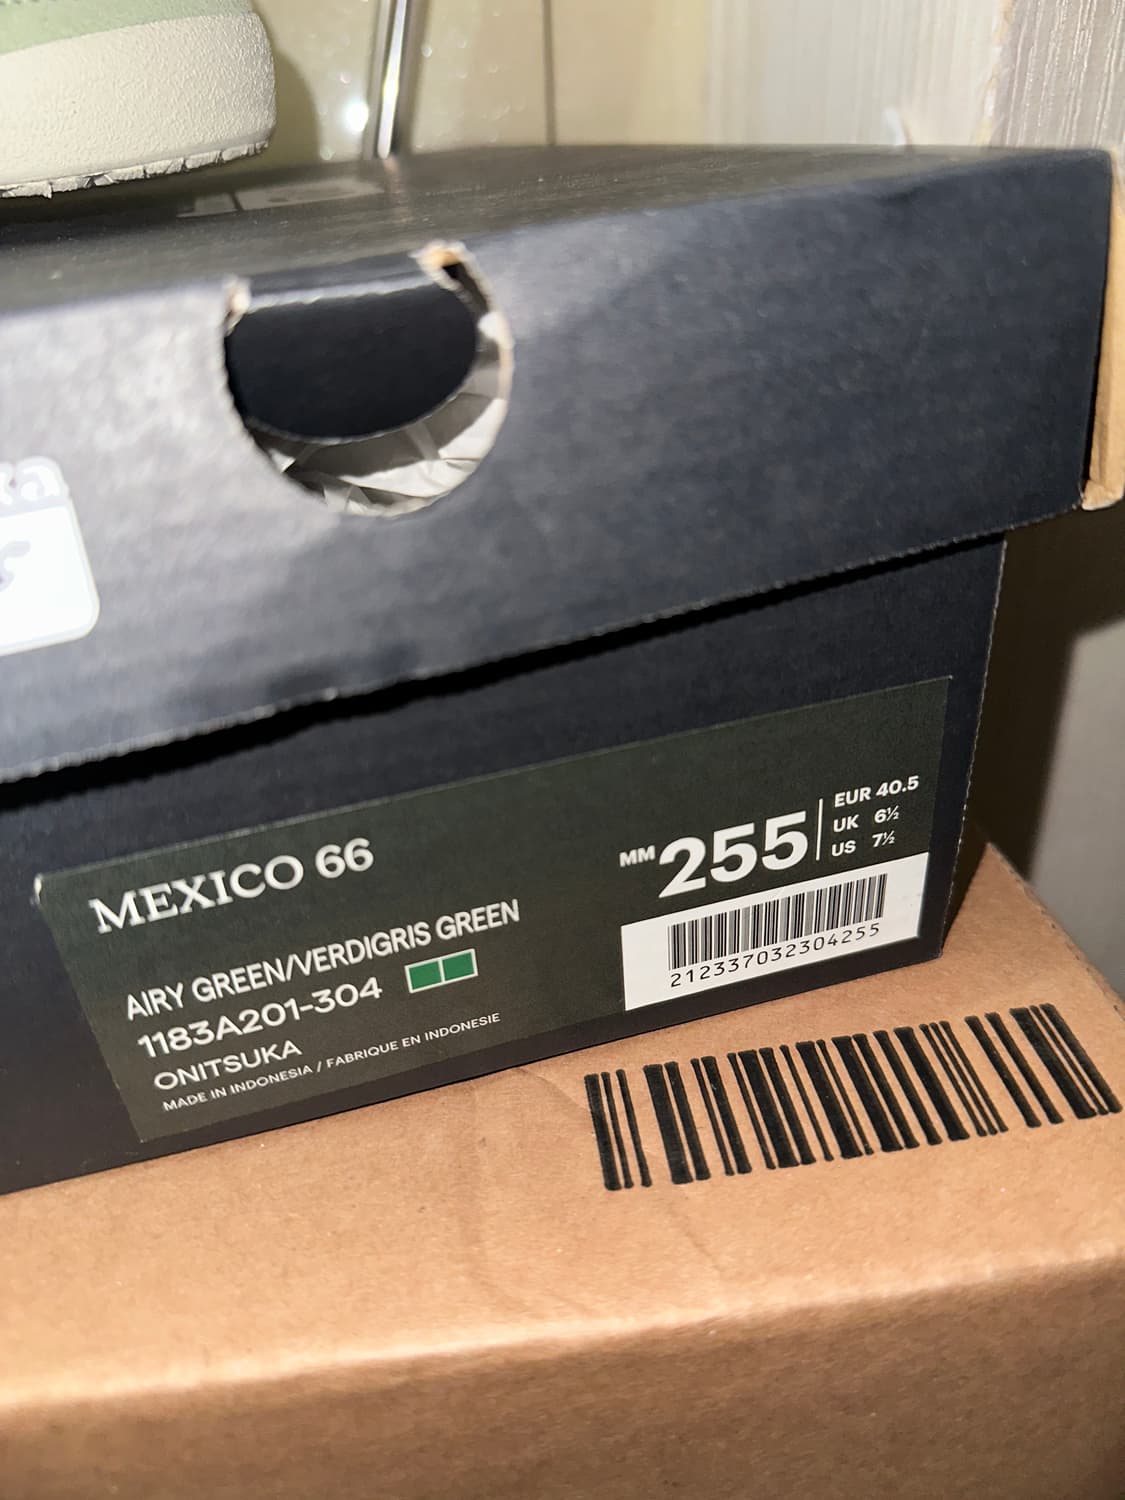 MEXICO 66
AIRY GREEN/VERDIGRIS GREEN
1183A201-304
ONITSUKA
MADE IN INDONESIA / FABRIQUE EN INDONESIE
MM 255
EUR 40.5
UK 6½
US 7½
212337032304255